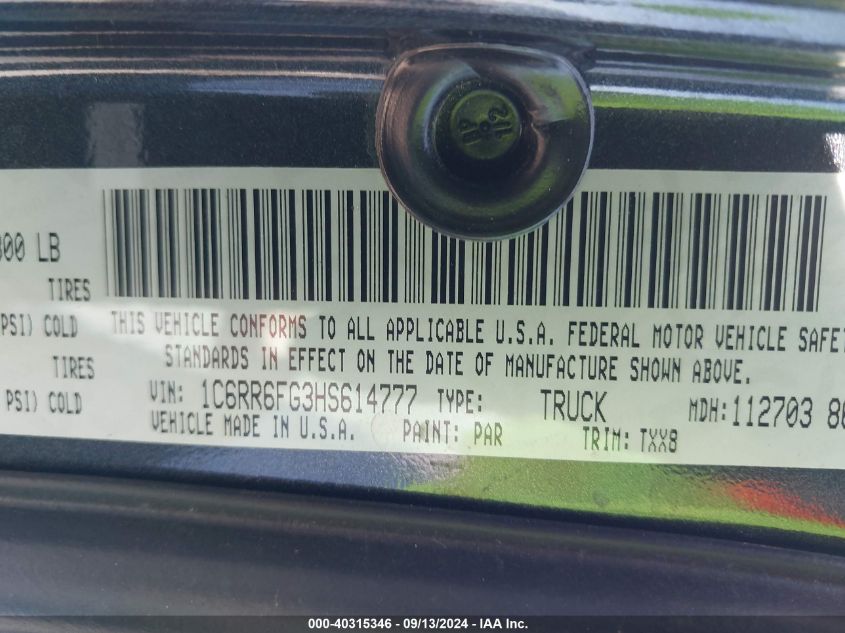 300 LB
TIRES
PSI) COLD
TIRES
PSI) COLD
THIS VEHICLE CONFORMS TO ALL APPLICABLE U.S.A. FEDERAL MOTOR VEHICLE SAFET
STANDARDS IN EFFECT ON THE DATE OF MANUFACTURE SHOWN ABOVE.
VIN: 1C6RR6FG3HS614777 TYPE: TRUCK MDH: 112703 86
VEHICLE MADE IN U.S.A. PAINT: PAR TRIM: TXX8
000-40315346 - 09/13/2024 - IAA Inc.